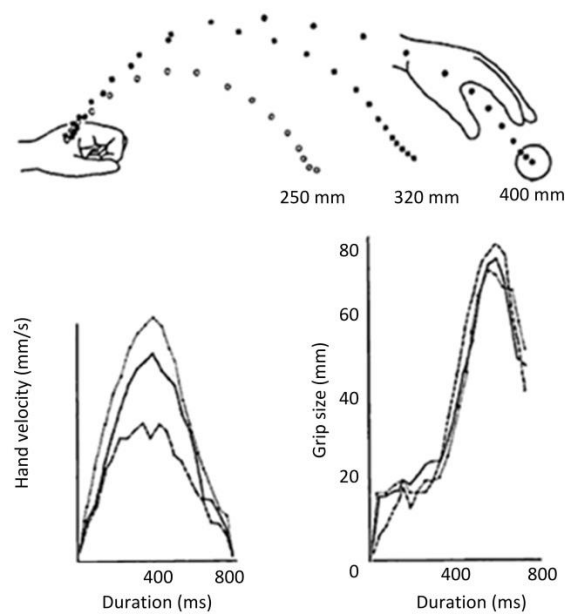 250 mm
320 mm
400 mm
Hand velocity (mm/s)
400
800
Duration (ms)
Grip size (mm)
80
60
40
20
0
400
800
Duration (ms)